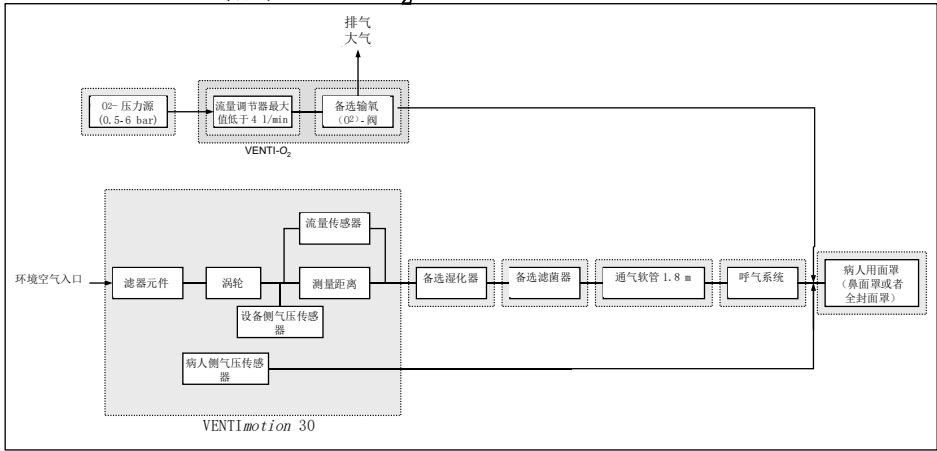 2
排气
大气
O²- 压力源
(0.5-6 bar)
流量调节器最大
值低于 4 l/min
备选输氧
(O²)-阀
VENTI-O₂
流量传感器
环境空气入口
滤器元件
涡轮
测量距离
备选湿化器
备选滤菌器
通气软管 1.8 m
呼气系统
病人用面罩
（鼻面罩或者
全封面罩）
设备侧气压传感
器
病人侧气压传感
器
VENTImotion 30